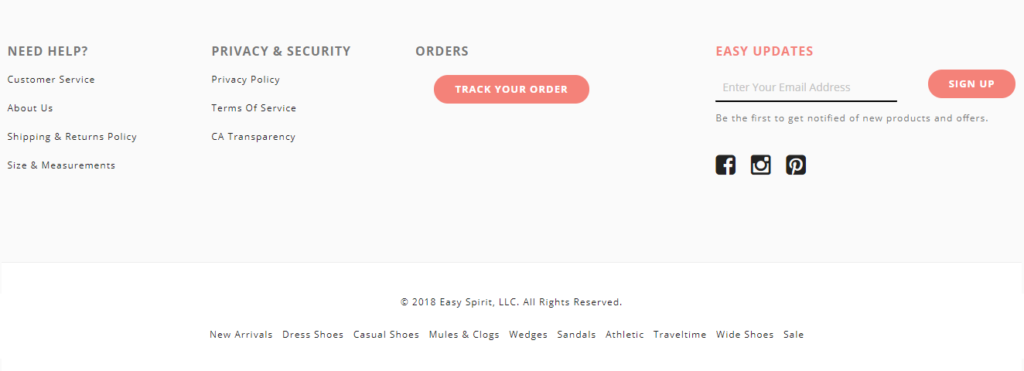 NEED HELP?
Customer Service
About Us
Shipping & Returns Policy
Size & Measurements
PRIVACY & SECURITY
Privacy Policy
Terms Of Service
CA Transparency
ORDERS
TRACK YOUR ORDER
EASY UPDATES
Enter Your Email Address
SIGN UP
Be the first to get notified of new products and offers.
© 2018 Easy Spirit, LLC. All Rights Reserved.
New Arrivals Dress Shoes Casual Shoes Mules & Clogs Wedges Sandals Athletic Traveltime Wide Shoes Sale